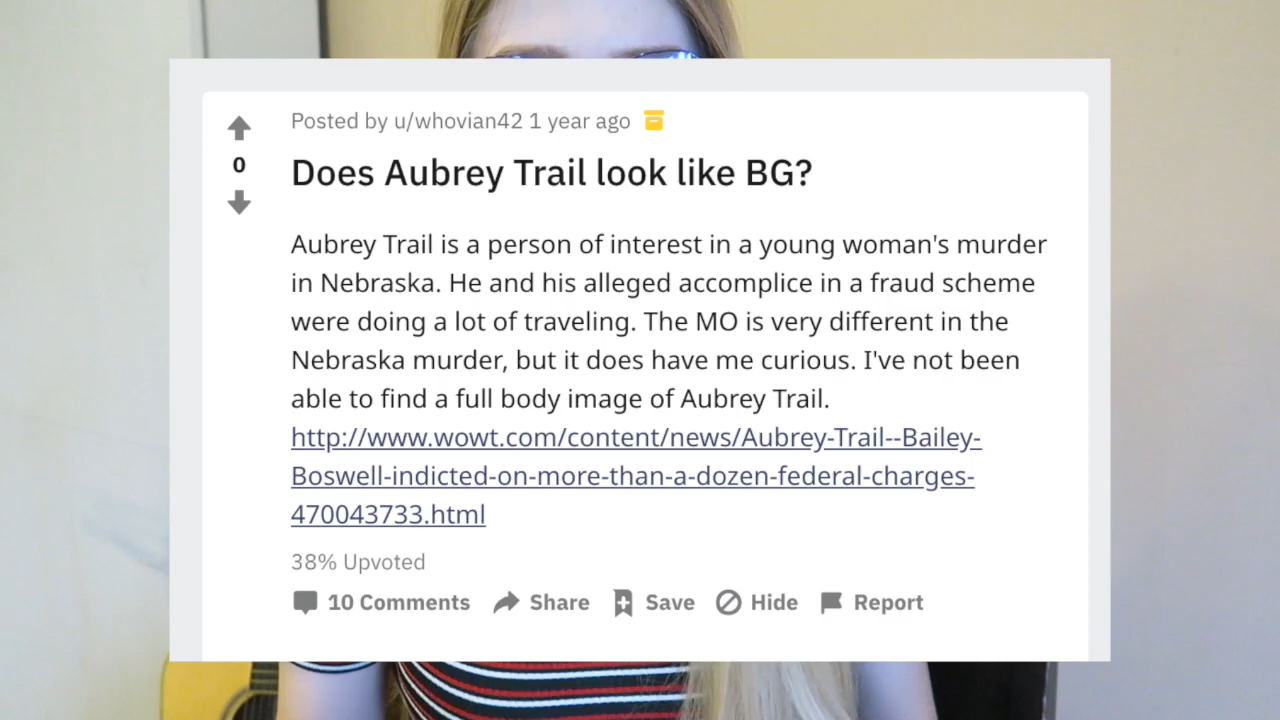 Posted by u/whovian42 1 year ago
0
Does Aubrey Trail look like BG?
Aubrey Trail is a person of interest in a young woman's murder
in Nebraska. He and his alleged accomplice in a fraud scheme
were doing a lot of traveling. The MO is very different in the
Nebraska murder, but it does have me curious. I've not been
able to find a full body image of Aubrey Trail.
http://www.wowt.com/content/news/Aubrey-Trail--Bailey-
Boswell-indicted-on-more-than-a-dozen-federal-charges-
470043733.html
38% Upvoted
10 Comments Share Save Hide Report